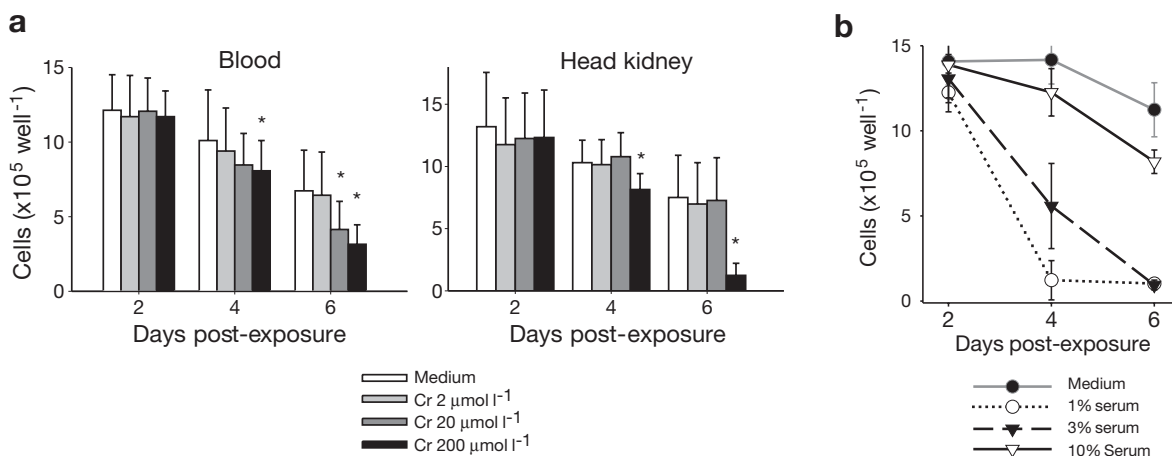 a
Blood
Head kidney
b
Cells (x10⁵ well⁻¹)
15
10
5
0
2
4
6
Days post-exposure
15
10
5
0
2
4
6
Days post-exposure
*
*
*
*
*
Medium
Cr 2 µmol l⁻¹
Cr 20 µmol l⁻¹
Cr 200 µmol l⁻¹
Cells (x10⁵ well⁻¹)
15
10
5
0
2
4
6
Days post-exposure
Medium
1% serum
3% serum
10% Serum